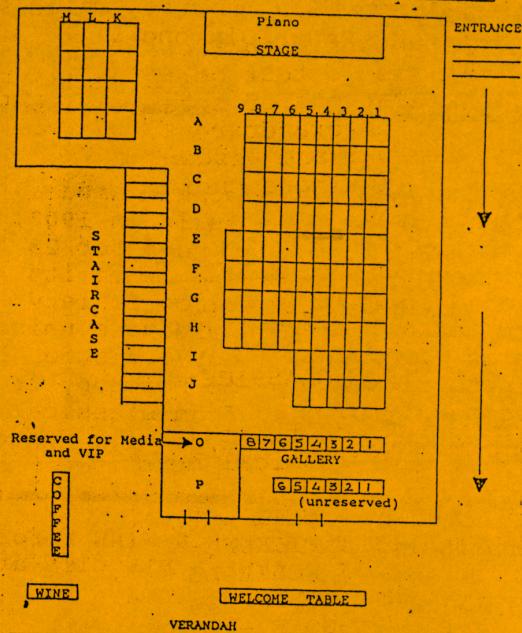 Piano
STAGE
ENTRANCE
M L K
9 8 7 6 5 4 3 2 1
A
B
C
D
E
F
G
H
I
J
STAIRCASE
Reserved for Media
and VIP
O
8 7 6 5 4 3 2 1
GALLERY
P
6 5 4 3 2 1
(unreserved)
COFFEE
WINE
WELCOME TABLE
VERANDAH